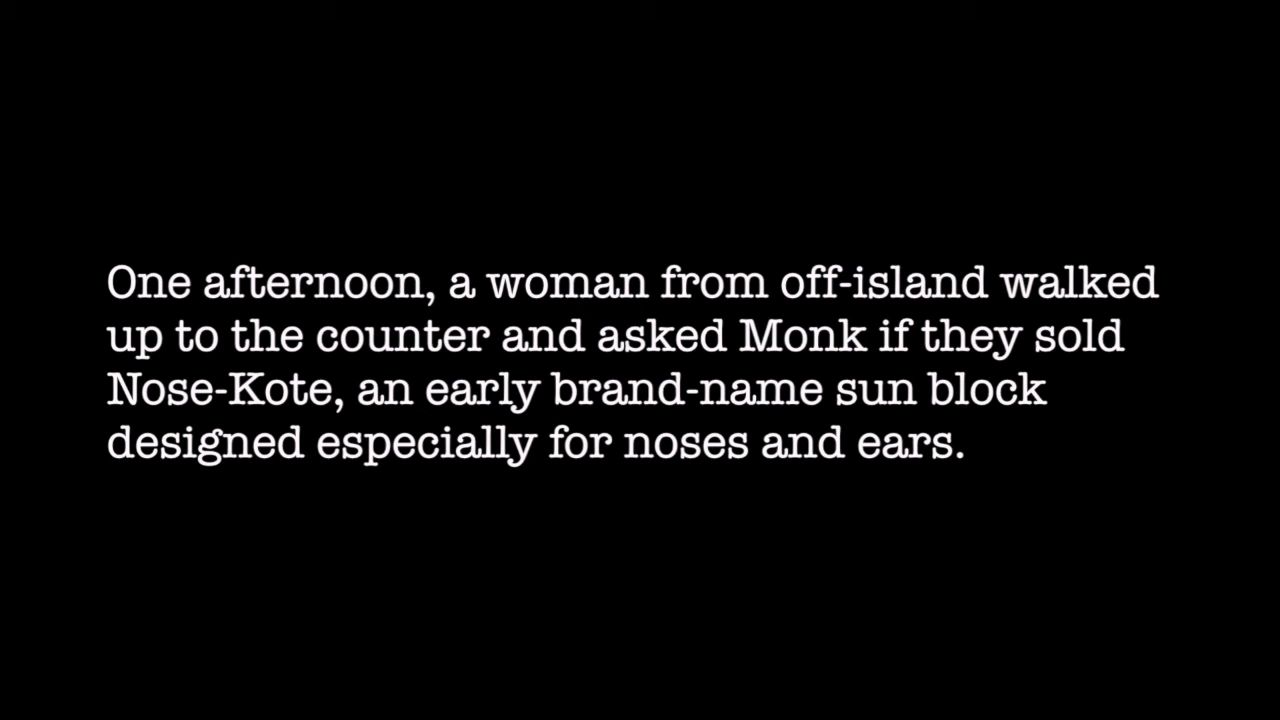 One afternoon, a woman from off-island walked
up to the counter and asked Monk if they sold
Nose-Kote, an early brand-name sun block
designed especially for noses and ears.